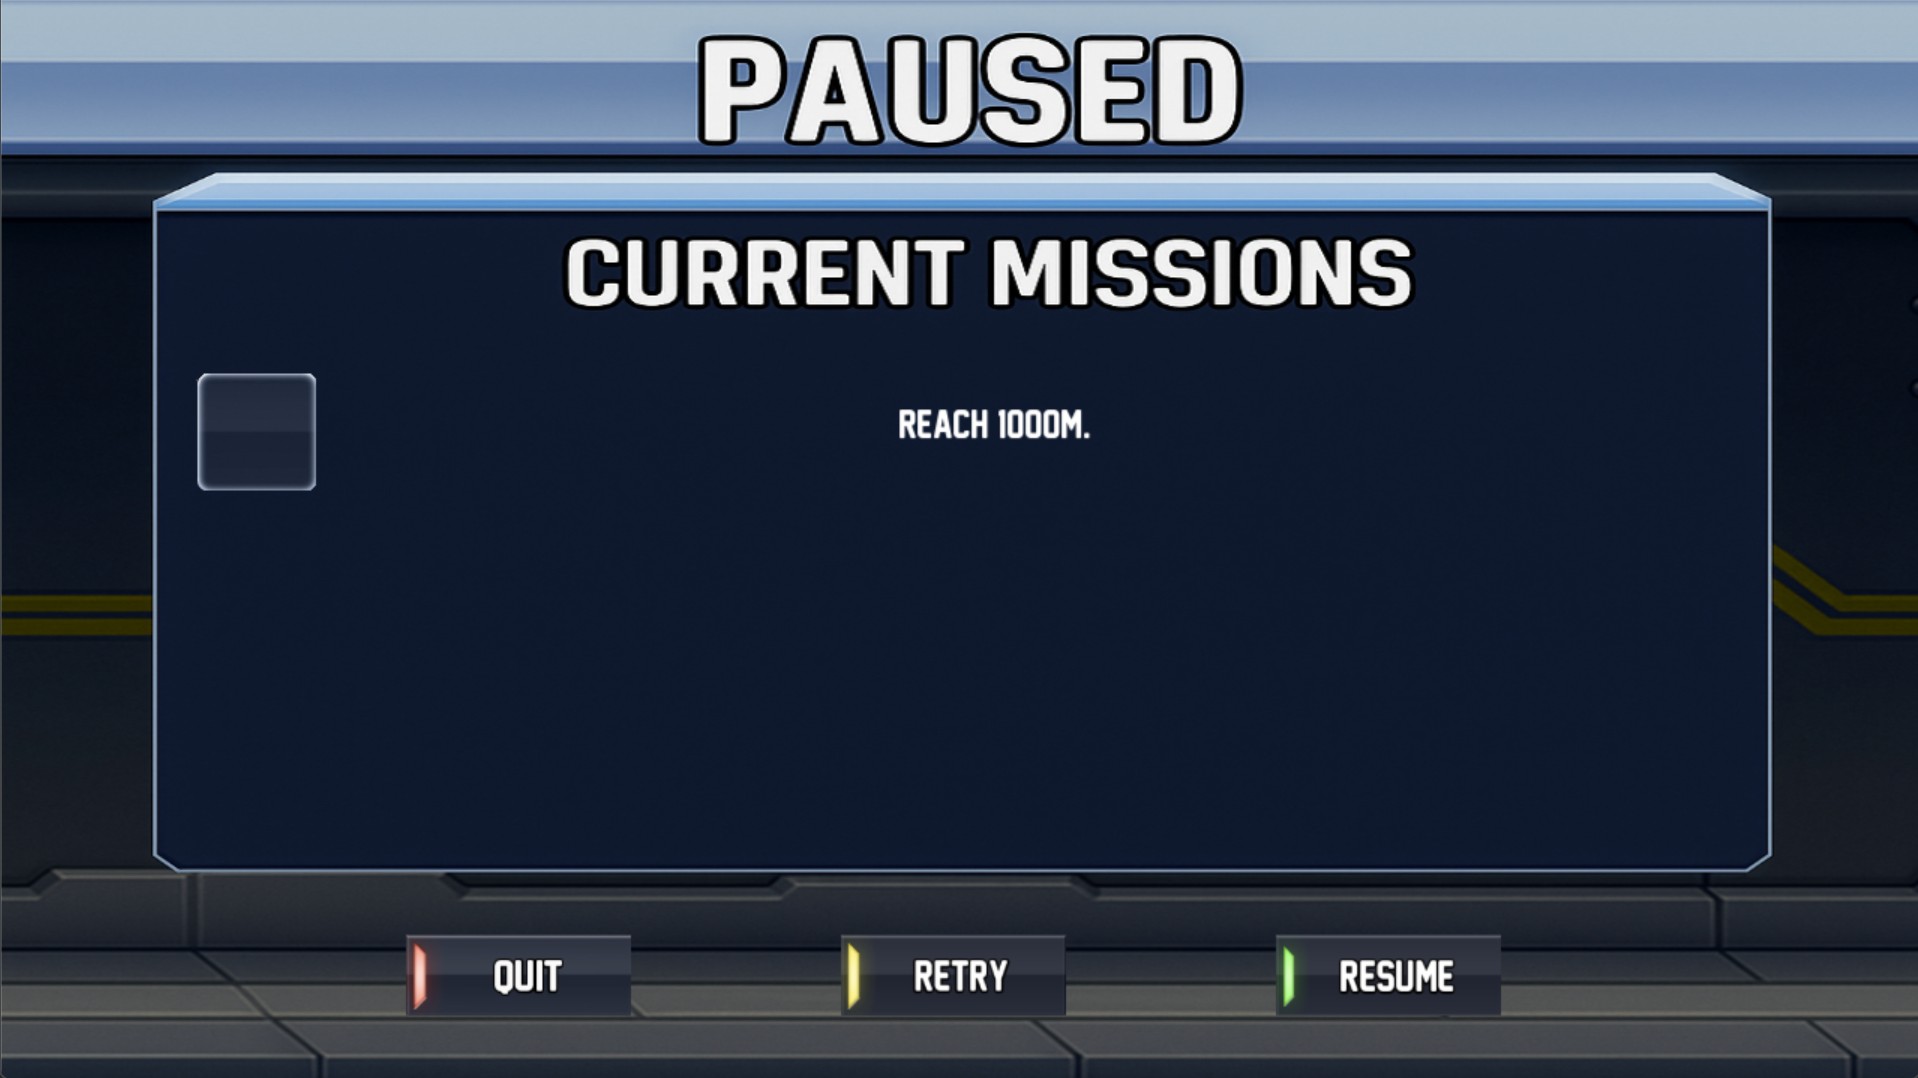 PAUSED
CURRENT MISSIONS
REACH 1000M.
QUIT
RETRY
RESUME